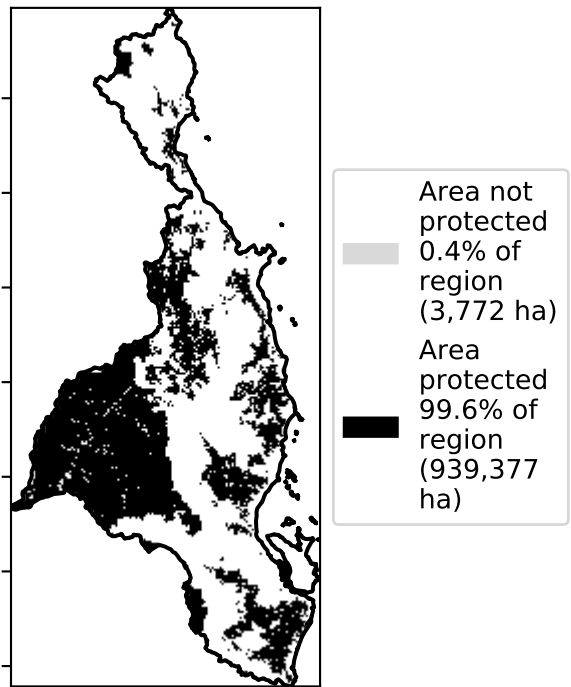 Area not
protected
0.4% of
region
(3,772 ha)
Area
protected
99.6% of
region
(939,377
ha)